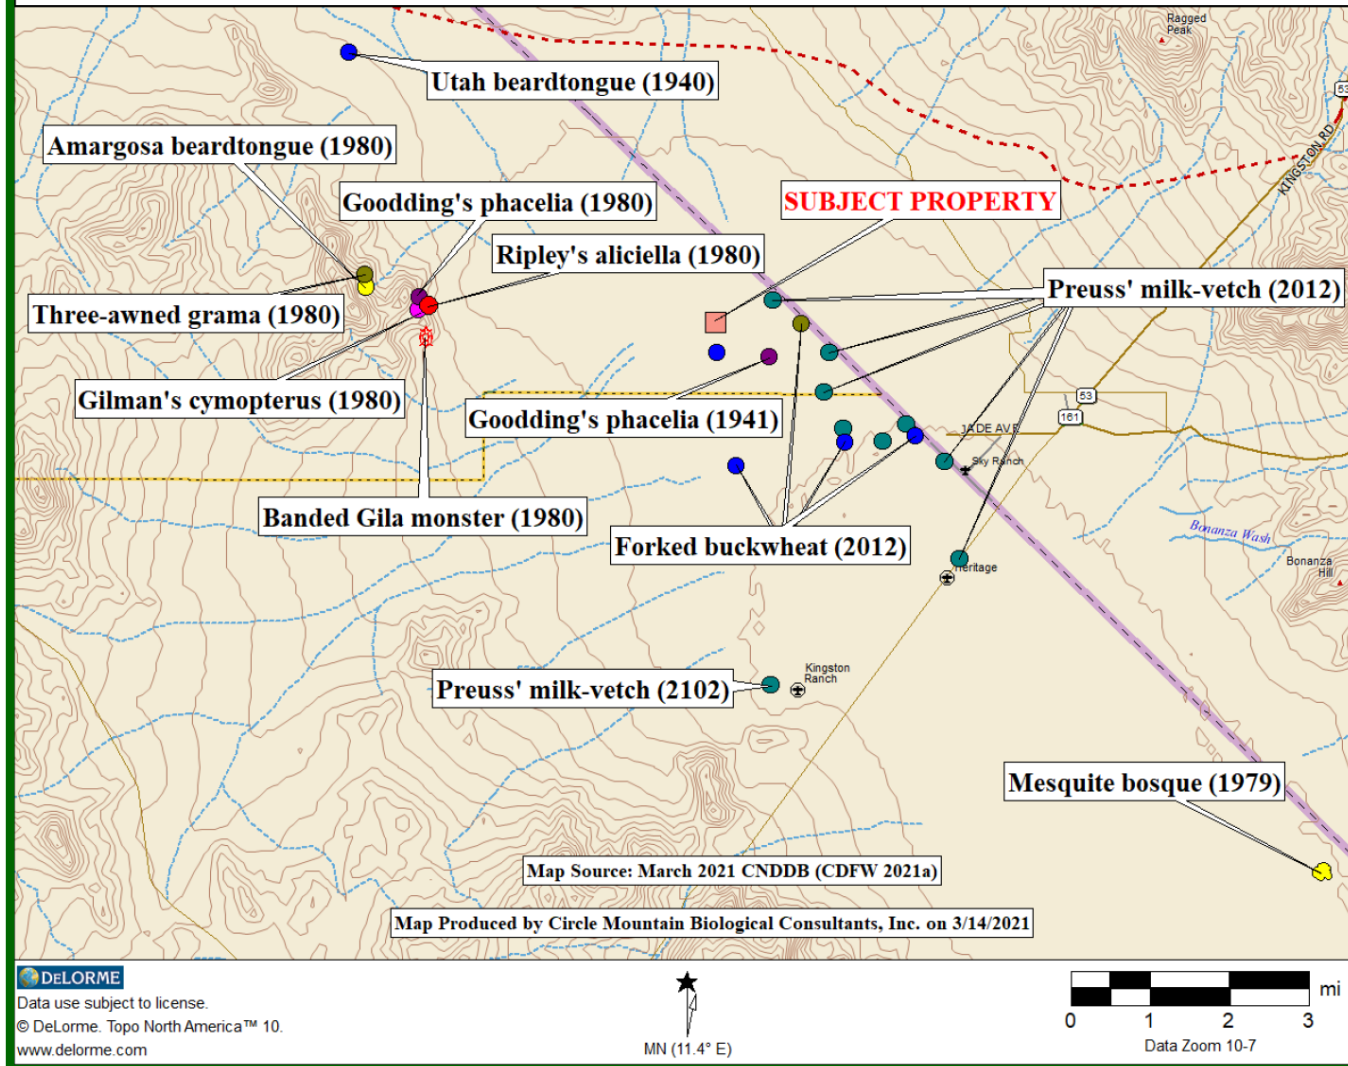 Ragged
Peak
Utah beardtongue (1940)
53
KINGSTON RD
Amargosa beardtongue (1980)
Goodding's phacelia (1980)
SUBJECT PROPERTY
Ripley's aliciella (1980)
Preuss' milk-vetch (2012)
Three-awned grama (1980)
Gilman's cymopterus (1980)
Goodding's phacelia (1941)
53
161
JADE AVE
Sky Ranch
Banded Gila monster (1980)
Forked buckwheat (2012)
Bonanza Wash
Bonanza
Hill
Heritage
Kingston
Ranch
Preuss' milk-vetch (2102)
Mesquite bosque (1979)
Map Source: March 2021 CNDDB (CDFW 2021a)
Map Produced by Circle Mountain Biological Consultants, Inc. on 3/14/2021
DELORME
Data use subject to license.
© DeLorme. Topo North America™ 10.
www.delorme.com
MN (11.4° E)
mi
0 1 2 3
Data Zoom 10-7